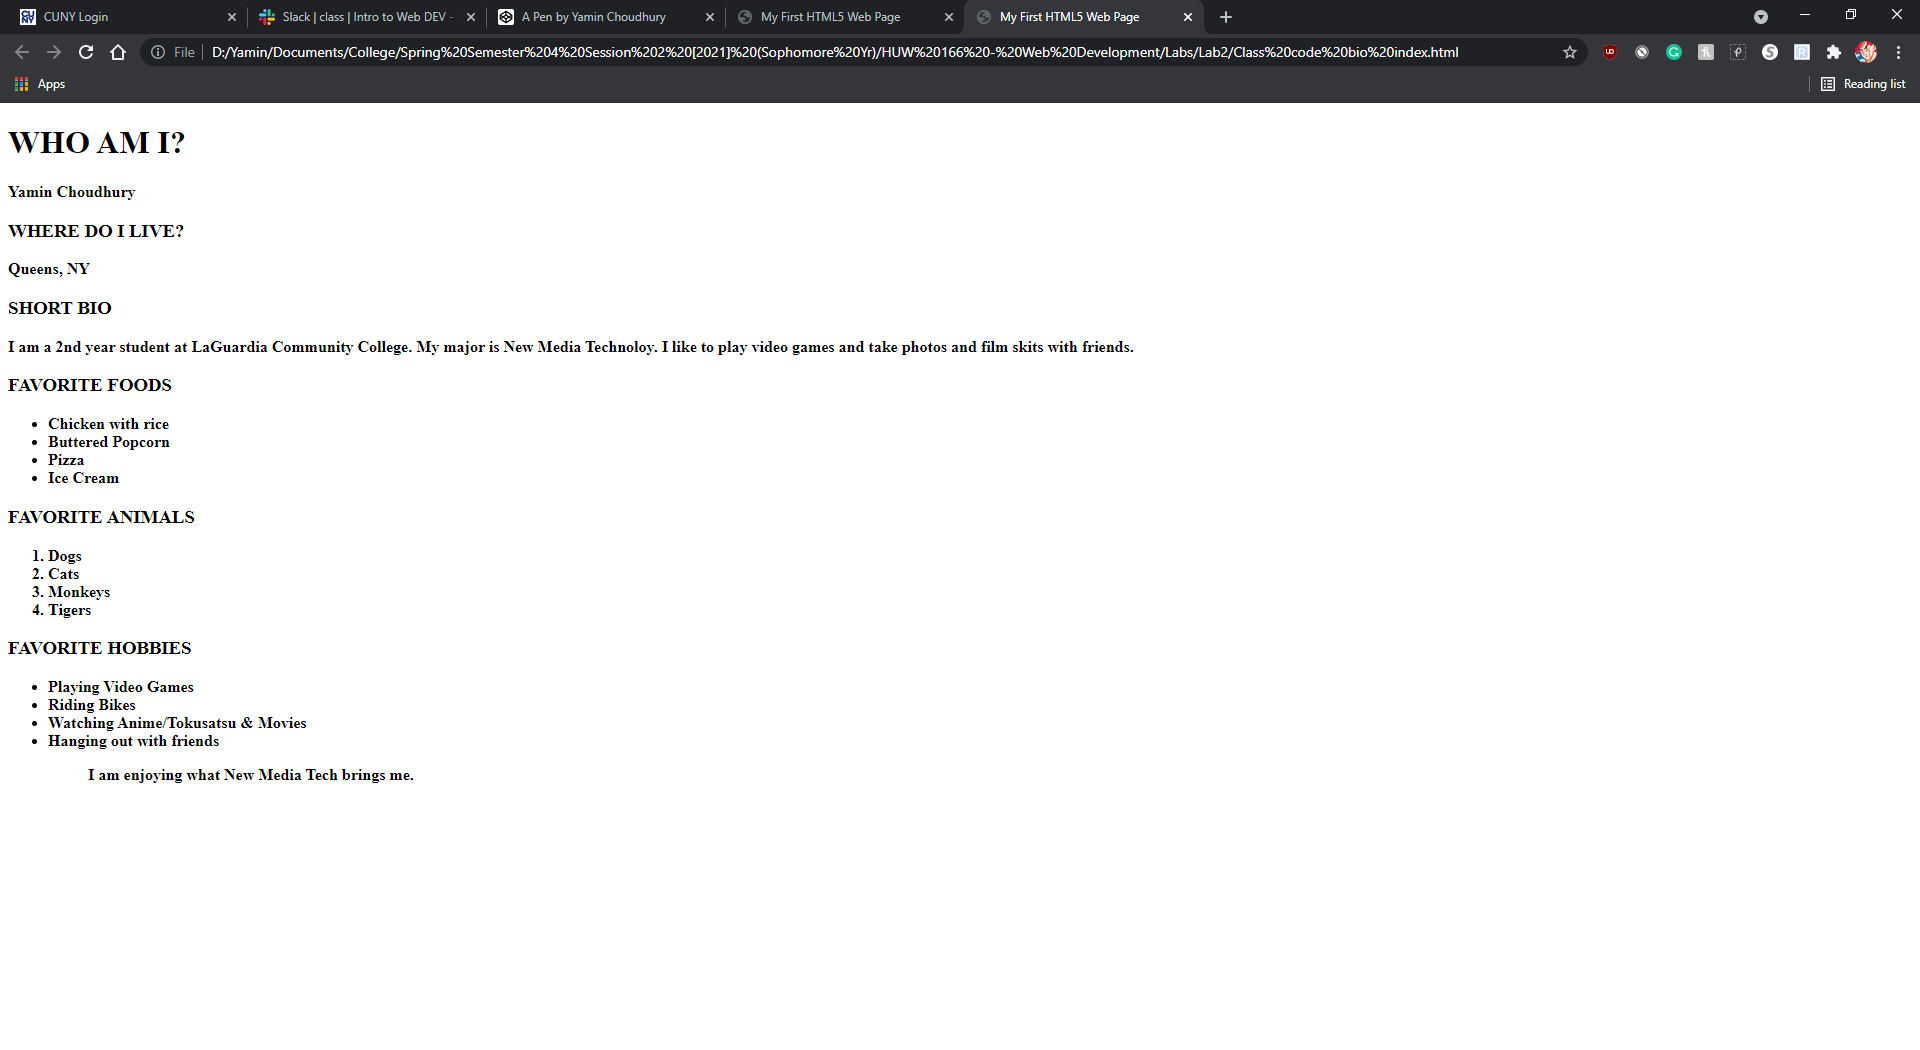 CUNY Login
Slack | class | Intro to Web DEV -
A Pen by Yamin Choudhury
My First HTML5 Web Page
My First HTML5 Web Page
File
D:/Yamin/Documents/College/Spring%20Semester%204%20Session%202%20[2021]%20(Sophomore%20Yr)/HUW%20166%20-%20Web%20Development/Labs/Lab2/Class%20code%20bio%20index.html
Apps
Reading list
WHO AM I?
Yamin Choudhury
WHERE DO I LIVE?
Queens, NY
SHORT BIO
I am a 2nd year student at LaGuardia Community College. My major is New Media Technoloy. I like to play video games and take photos and film skits with friends.
FAVORITE FOODS
• Chicken with rice
• Buttered Popcorn
• Pizza
• Ice Cream
FAVORITE ANIMALS
1. Dogs
2. Cats
3. Monkeys
4. Tigers
FAVORITE HOBBIES
• Playing Video Games
• Riding Bikes
• Watching Anime/Tokusatsu & Movies
• Hanging out with friends
I am enjoying what New Media Tech brings me.